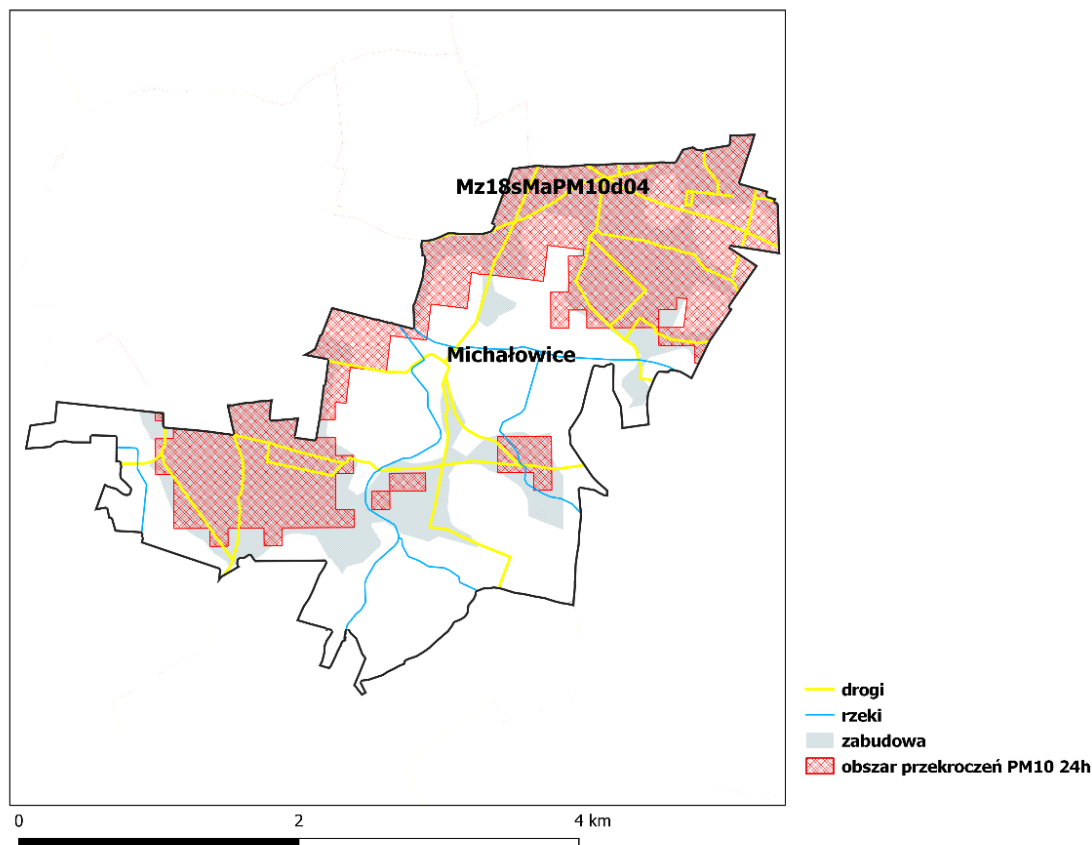 Mz18sMaPM10d04
Michałowice
drogi
rzeki
zabudowa
obszar przekroczeń PM10 24h
0 2 4 km